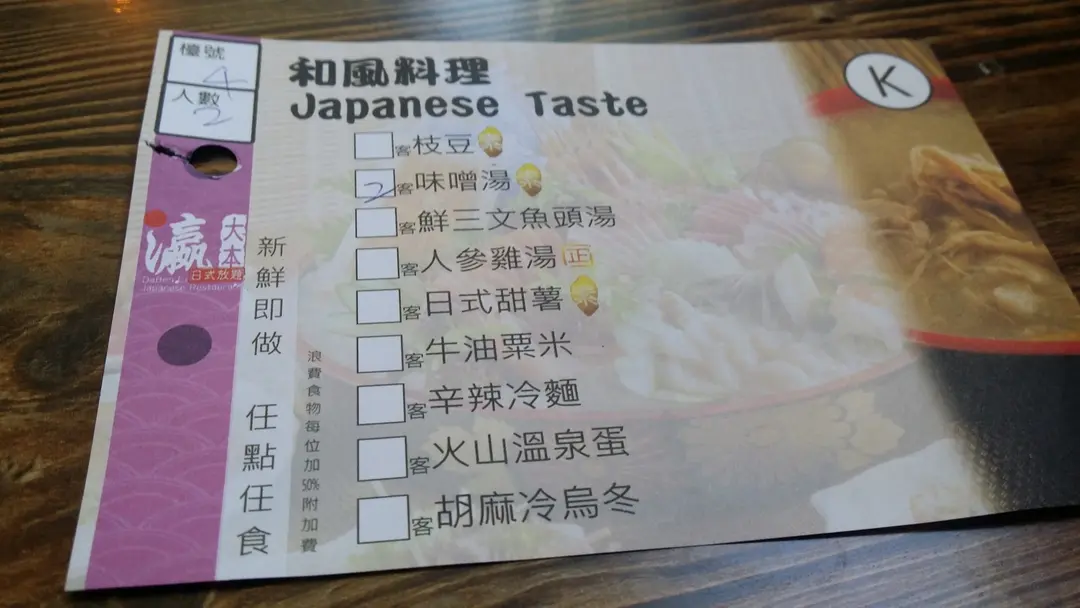 檯號
4
人數
2
和風料理
Japanese Taste
K
客枝豆
2客味噌湯
客鮮三文魚頭湯
客人參雞湯 正
客日式甜薯
客牛油粟米
客辛辣冷麵
客火山溫泉蛋
客胡麻冷烏冬
瀛
大本
日式放題
Japanese Restaurant
新鮮即做 任點任食
浪費食物每位加50%附加費